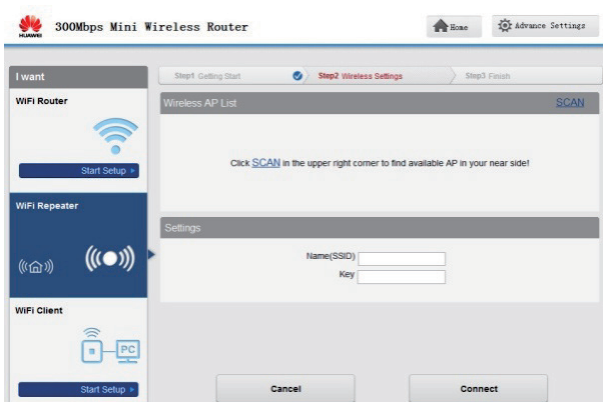 HUAWEI
300Mbps Mini Wireless Router
Home
Advance Settings
I want
WiFi Router
Start Setup
WiFi Repeater
WiFi Client
PC
Start Setup
Step1 Getting Start
Step2 Wireless Settings
Step3 Finish
Wireless AP List
SCAN
Click SCAN in the upper right corner to find available AP in your near side!
Settings
Name(SSID)
Key
Cancel
Connect